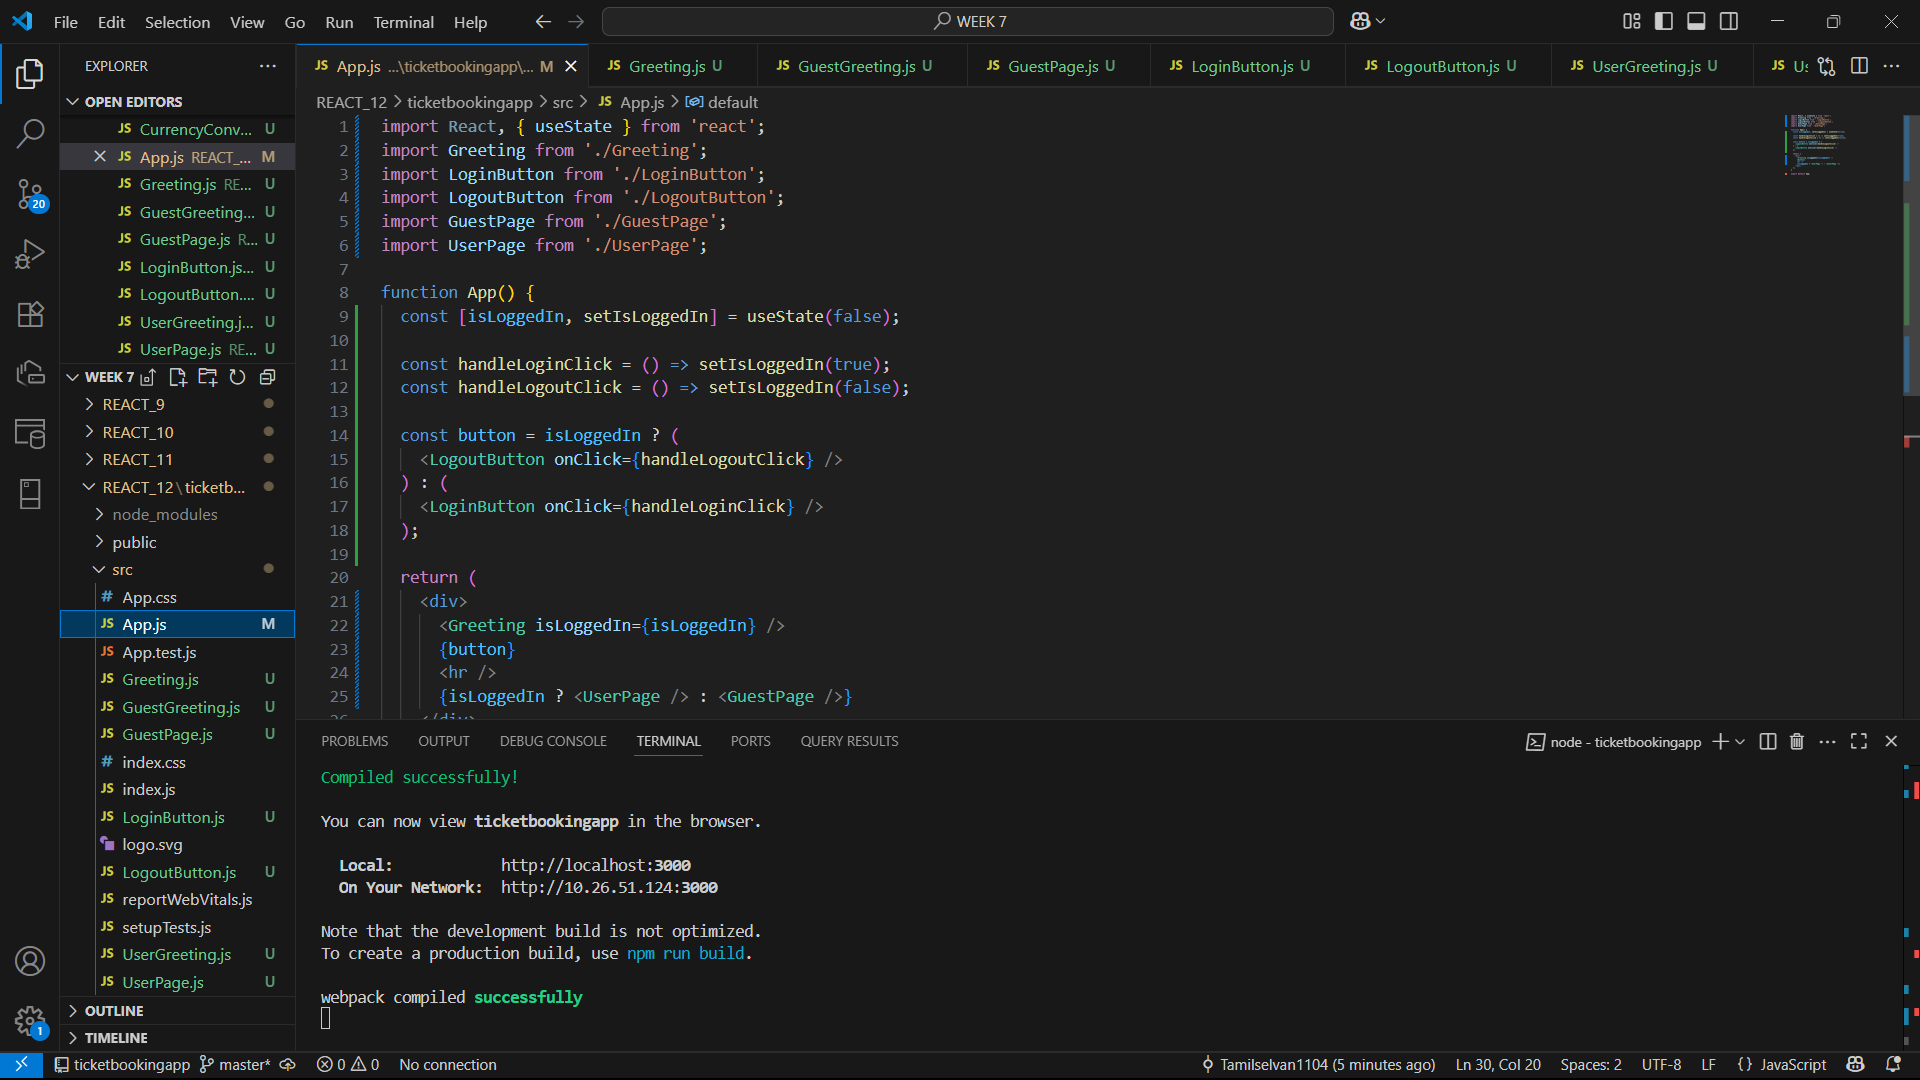 File Edit Selection View Go Run Terminal Help
WEEK 7
EXPLORER
OPEN EDITORS
JS CurrencyConv... U
JS App.js REACT_... M
JS Greeting.js RE... U
JS GuestGreeting... U
JS GuestPage.js R... U
JS LoginButton.js... U
JS LogoutButton.... U
JS UserGreeting.j... U
JS UserPage.js RE... U
WEEK 7
REACT_9
REACT_10
REACT_11
REACT_12\ticketb...
node_modules
public
src
# App.css
JS App.js M
JS App.test.js
JS Greeting.js U
JS GuestGreeting.js U
JS GuestPage.js U
# index.css
JS index.js
JS LoginButton.js U
logo.svg
JS LogoutButton.js U
JS reportWebVitals.js
JS setupTests.js
JS UserGreeting.js U
JS UserPage.js U
OUTLINE
TIMELINE
20
1
JS App.js ...\ticketbookingapp\... M
JS Greeting.js U
JS GuestGreeting.js U
JS GuestPage.js U
JS LoginButton.js U
JS LogoutButton.js U
JS UserGreeting.js U
JS
REACT_12 > ticketbookingapp > src > JS App.js > default
1 import React, { useState } from 'react';
2 import Greeting from './Greeting';
3 import LoginButton from './LoginButton';
4 import LogoutButton from './LogoutButton';
5 import GuestPage from './GuestPage';
6 import UserPage from './UserPage';
7
8 function App() {
9 const [isLoggedIn, setIsLoggedIn] = useState(false);
10
11 const handleLoginClick = () => setIsLoggedIn(true);
12 const handleLogoutClick = () => setIsLoggedIn(false);
13
14 const button = isLoggedIn ? (
15 <LogoutButton onClick={handleLogoutClick} />
16 ) : (
17 <LoginButton onClick={handleLoginClick} />
18 );
19
20 return (
21 <div>
22 <Greeting isLoggedIn={isLoggedIn} />
23 {button}
24 <hr />
25 {isLoggedIn ? <UserPage /> : <GuestPage />}
PROBLEMS OUTPUT DEBUG CONSOLE TERMINAL PORTS QUERY RESULTS
node - ticketbookingapp
Compiled successfully!
You can now view ticketbookingapp in the browser.
Local: http://localhost:3000
On Your Network: http://10.26.51.124:3000
Note that the development build is not optimized.
To create a production build, use npm run build.
webpack compiled successfully
ticketbookingapp master* 0 0 No connection
Tamilselvan1104 (5 minutes ago) Ln 30, Col 20 Spaces: 2 UTF-8 LF {} JavaScript